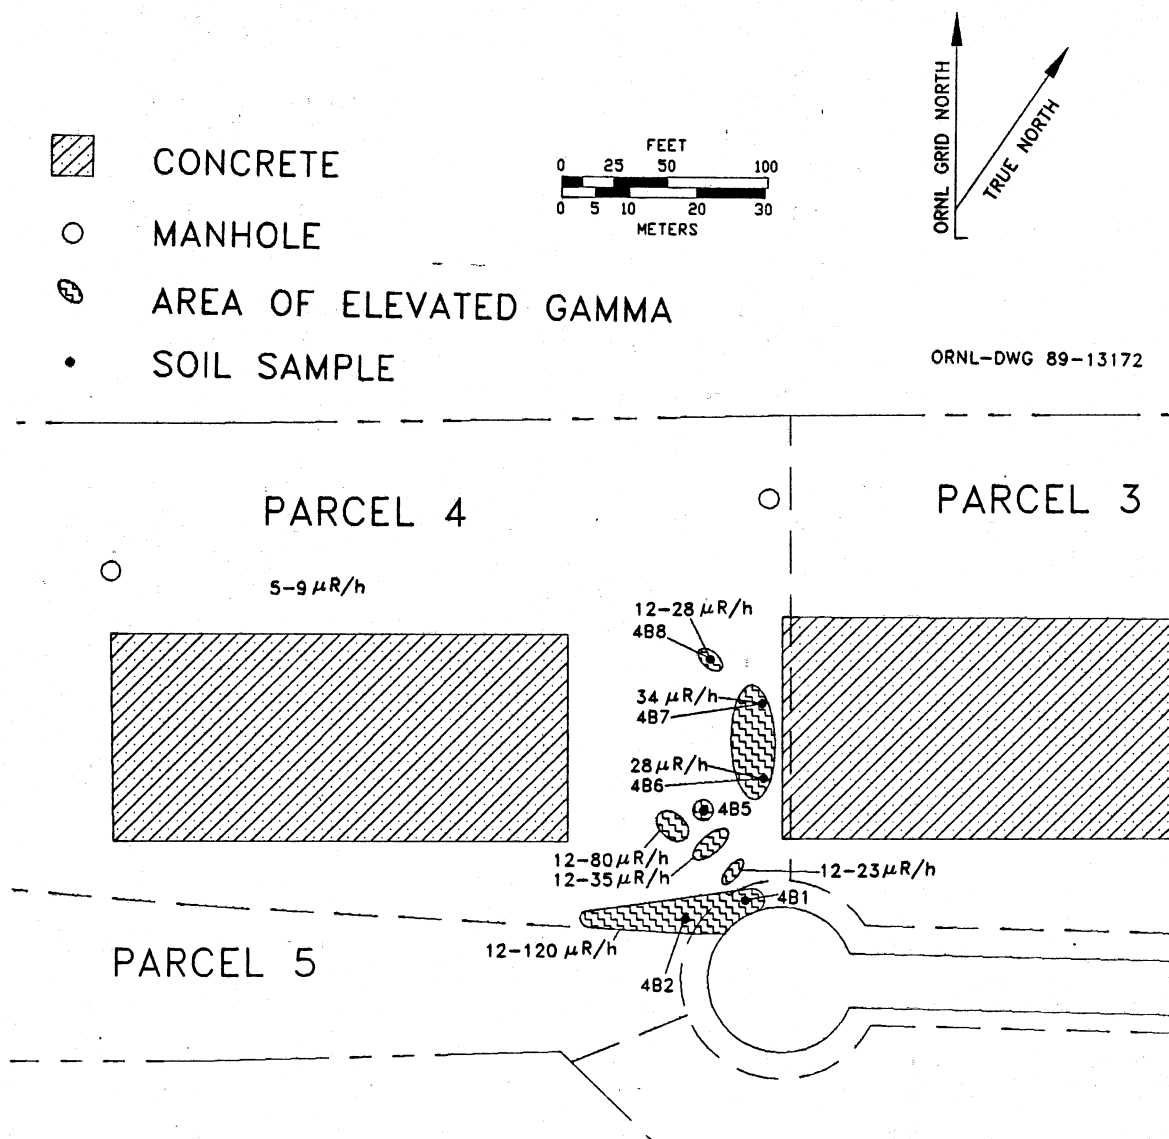 ORNL GRID NORTH
TRUE NORTH
FEET
0 25 50 100
0 5 10 20 30
METERS
CONCRETE
MANHOLE
AREA OF ELEVATED GAMMA
SOIL SAMPLE
ORNL-DWG 89-13172
PARCEL 4
PARCEL 3
5-9 μR/h
12-28 μR/h
4B8
34 μR/h
4B7
28 μR/h
4B6
4B5
12-80 μR/h
12-35 μR/h
12-23 μR/h
4B1
12-120 μR/h
PARCEL 5
4B2